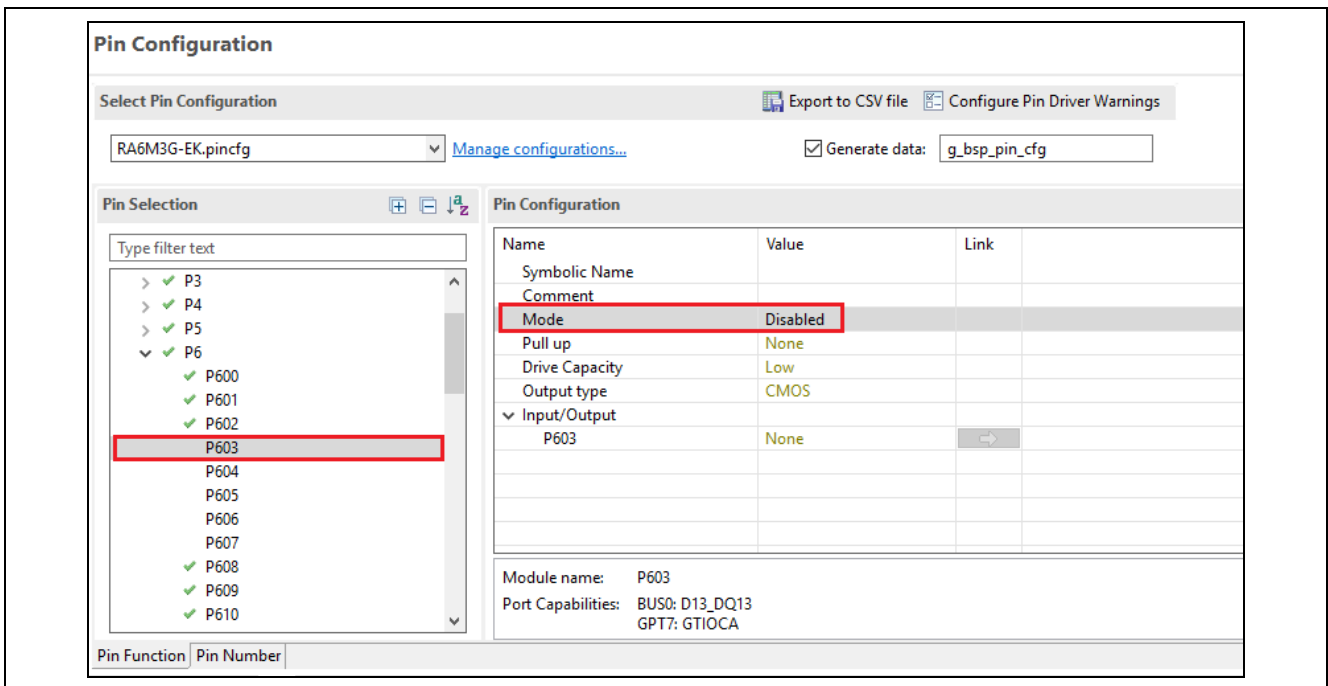 Pin Configuration
Select Pin Configuration
Export to CSV file
Configure Pin Driver Warnings
RA6M3G-EK.pincfg
Manage configurations...
Generate data:
g_bsp_pin_cfg
Pin Selection
Type filter text
P3
P4
P5
P6
P600
P601
P602
P603
P604
P605
P606
P607
P608
P609
P610
Pin Configuration
Name Value Link
Symbolic Name
Comment
Mode Disabled
Pull up None
Drive Capacity Low
Output type CMOS
Input/Output
P603 None
Module name: P603
Port Capabilities: BUS0: D13_DQ13
GPT7: GTIOCA
Pin Function Pin Number